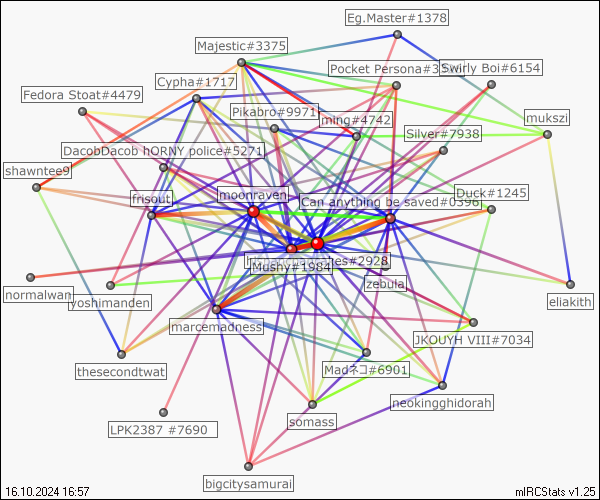 Eg.Master#1378
Majestic#3375
Pocket Persona#3
Swirly Boi#6154
Cypha#1717
Fedora Stoat#4479
Pikabro#9971
ming#4742
mukszi
Silver#7938
DacobDacob hORNY police#5271
shawntee9
frisout
moonraven
Can anything be saved#0396
Duck#1245
es#2928
Mushy#1984
zebula
normalwan
ryoshimanden
eliakith
marcemadness
JKOUYH VIII#7034
thesecondtwat
Madネコ#6901
neokingghidorah
somass
LPK2387 #7690
bigcitysamurai
16.10.2024 16:57
mIRCStats v1.25